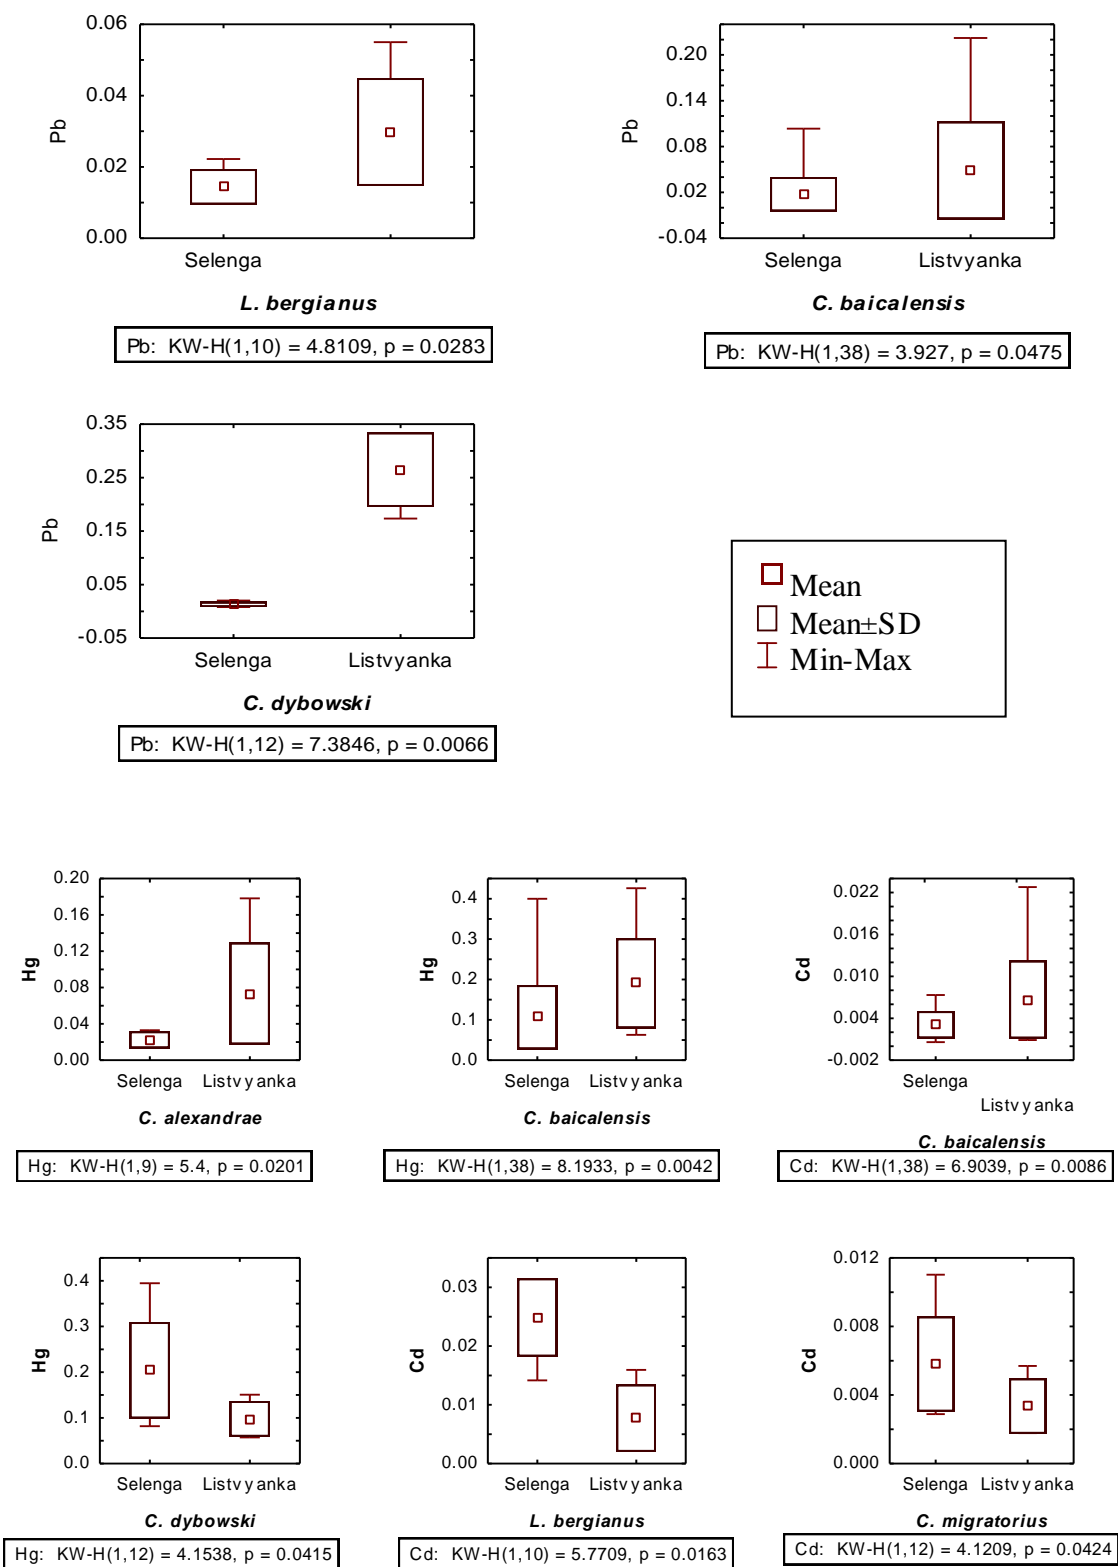 0.06
0.04
0.02
0.00
Pb
Selenga
L. bergianus
Pb: KW-H(1,10) = 4.8109, p = 0.0283
0.20
0.14
0.08
0.02
-0.04
Pb
Selenga Listvyanka
C. baicalensis
Pb: KW-H(1,38) = 3.927, p = 0.0475
0.35
0.25
0.15
0.05
-0.05
Pb
Selenga Listvyanka
C. dybowski
Pb: KW-H(1,12) = 7.3846, p = 0.0066
Mean
Mean±SD
Min-Max
0.20
0.16
0.12
0.08
0.04
0.00
Hg
Selenga Listvyanka
C. alexandrae
Hg: KW-H(1,9) = 5.4, p = 0.0201
0.4
0.3
0.2
0.1
0.0
Hg
Selenga Listvyanka
C. baicalensis
Hg: KW-H(1,38) = 8.1933, p = 0.0042
0.022
0.016
0.010
0.004
-0.002
Cd
Selenga
Listvyanka
C. baicalensis
Cd: KW-H(1,38) = 6.9039, p = 0.0086
0.4
0.3
0.2
0.1
0.0
Hg
Selenga Listvyanka
C. dybowski
Hg: KW-H(1,12) = 4.1538, p = 0.0415
0.03
0.02
0.01
0.00
Cd
Selenga Listvyanka
L. bergianus
Cd: KW-H(1,10) = 5.7709, p = 0.0163
0.012
0.008
0.004
0.000
Cd
Selenga Listvyanka
C. migratorius
Cd: KW-H(1,12) = 4.1209, p = 0.0424